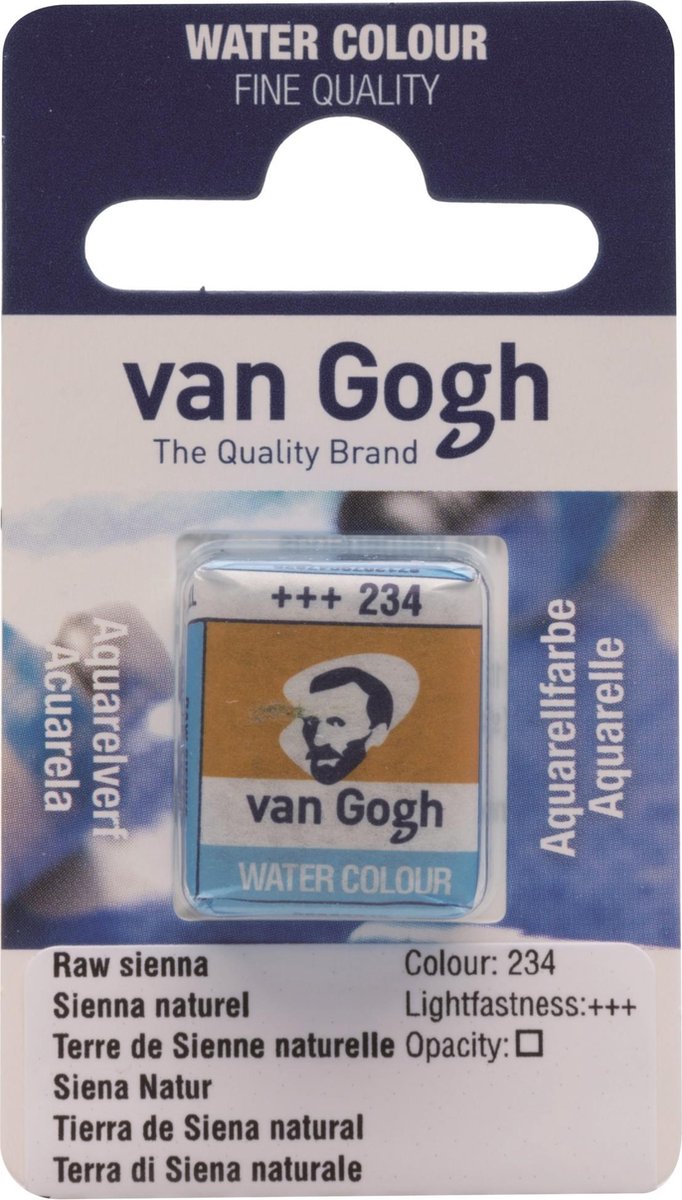 WATER COLOUR
FINE QUALITY
van Gogh
The Quality Brand
+++ 234
van Gogh
WATER COLOUR
Aquarelverf
Acuarela
Aquarellfarbe
Aquarelle
Raw sienna
Sienna naturel
Terre de Sienne naturelle
Siena Natur
Tierra de Siena natural
Terra di Siena naturale
Colour: 234
Lightfastness:+++
Opacity: □